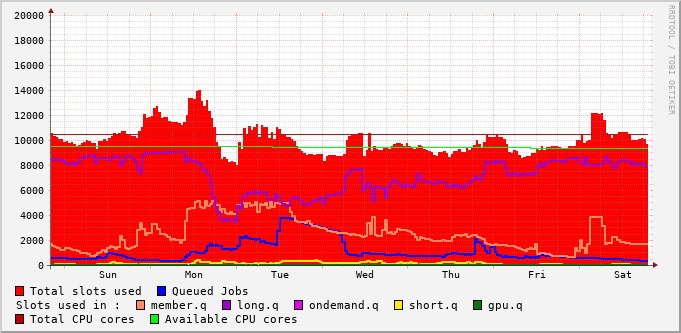 20000
18000
16000
14000
12000
10000
8000
6000
4000
2000
0
Sun Mon Tue Wed Thu Fri Sat
Total slots used Queued Jobs
Slots used in : member.q long.q ondemand.q short.q gpu.q
Total CPU cores Available CPU cores
RRDTOOL / TOBI OETIKER